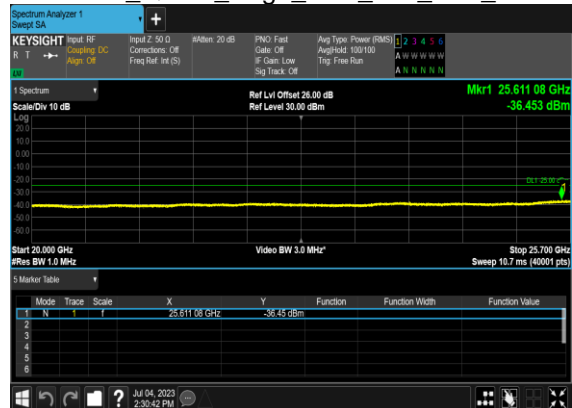 Spectrum Analyzer 1
Swept SA
+
KEYSIGHT Input: RF Input Z: 50 Ω #Atten: 20 dB PNO: Fast Avg Type: Power (RMS) 1 2 3 4 5 6
R T Coupling: DC Corrections: Off Gate: Off Avg|Hold: 100/100 A W W W W W
Align: Off Freq Ref: Int (S) IF Gain: Low Trig: Free Run
Sig Track: Off A N N N N N
1 Spectrum Ref Lvl Offset 26.00 dB Mkr1 25.611 08 GHz
Scale/Div 10 dB Ref Level 30.00 dBm -36.453 dBm
Log
20.0
10.0
0.00
-10.0
-20.0
DL1 -25.00
-30.0
-40.0
-50.0
-60.0
Start 20.000 GHz Video BW 3.0 MHz* Stop 25.700 GHz
#Res BW 1.0 MHz Sweep 10.7 ms (40001 pts)
5 Marker Table
Mode Trace Scale X Y Function Function Width Function Value
1 N 1 f 25.611 08 GHz -36.45 dBm
2
3
4
5
6
? Jul 04, 2023
2:30:42 PM